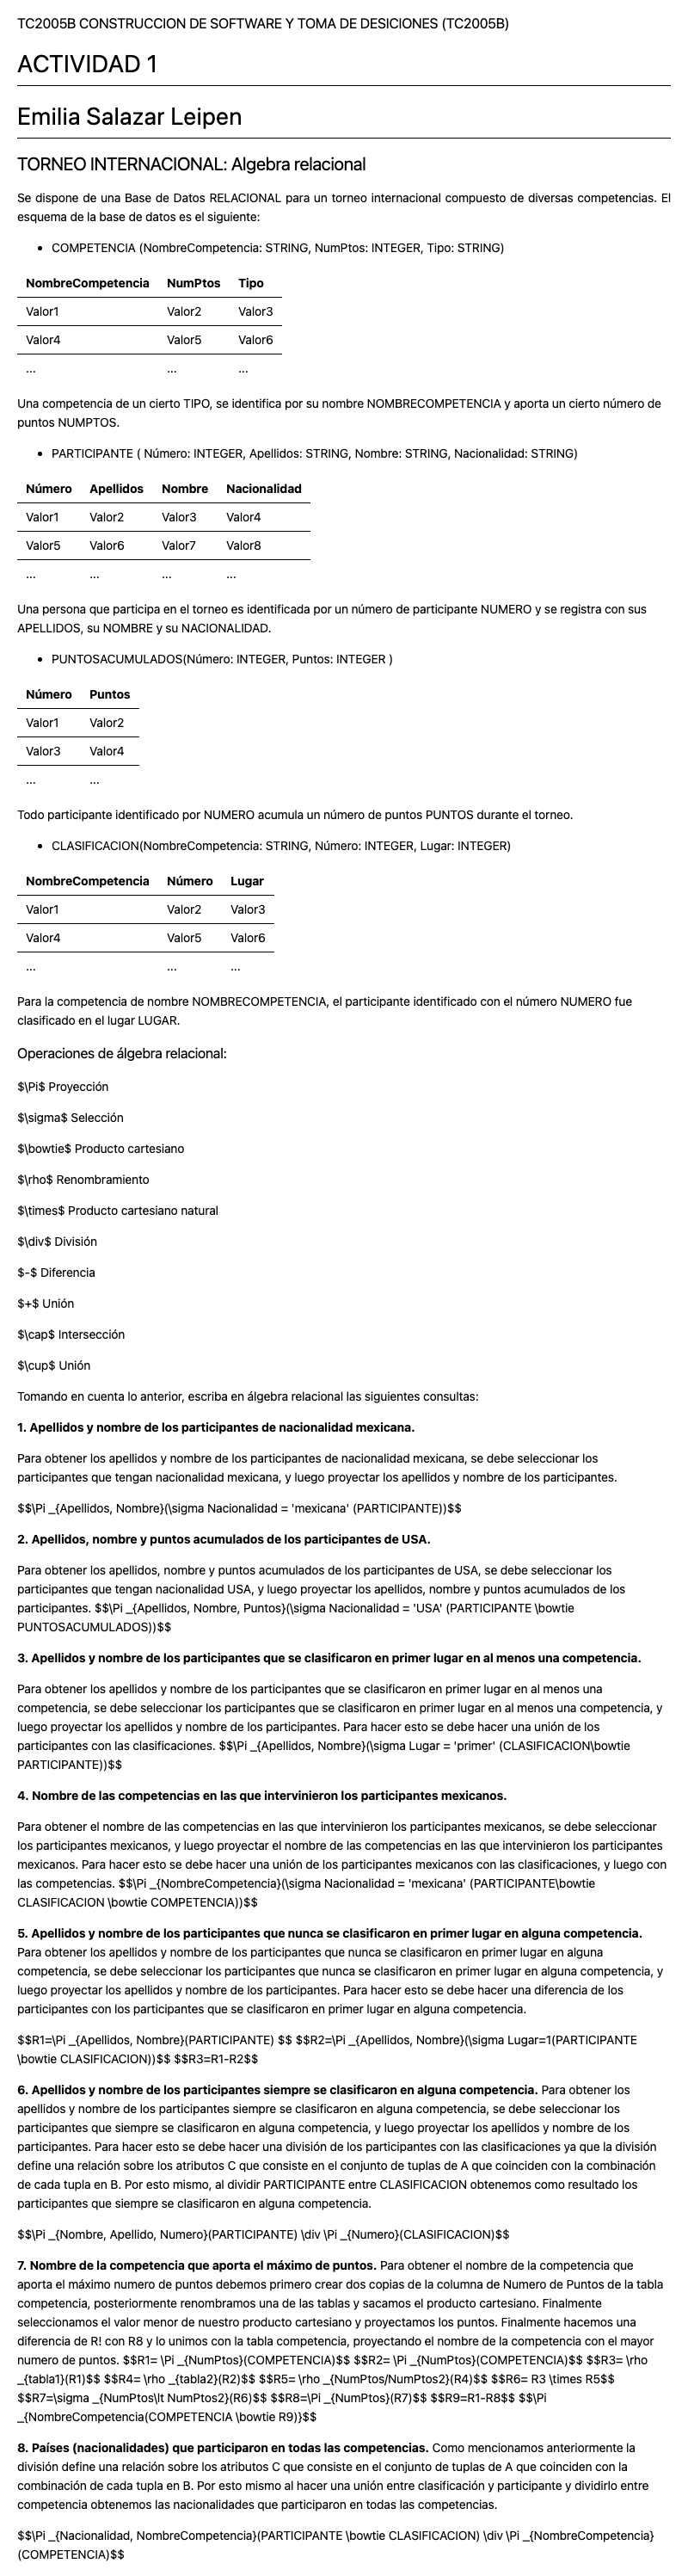 TC2005B CONSTRUCCION DE SOFTWARE Y TOMA DE DESICIONES (TC2005B)
ACTIVIDAD 1
Emilia Salazar Leipen
TORNEO INTERNACIONAL: Algebra relacional
Se dispone de una Base de Datos RELACIONAL para un torneo internacional compuesto de diversas competencias. El
esquema de la base de datos es el siguiente:
• COMPETENCIA (NombreCompetencia: STRING, NumPtos: INTEGER, Tipo: STRING)
NombreCompetencia NumPtos Tipo
Valor1 Valor2 Valor3
Valor4 Valor5 Valor6
... ... ...
Una competencia de un cierto TIPO, se identifica por su nombre NOMBRECOMPETENCIA y aporta un cierto número de
puntos NUMPTOS.
• PARTICIPANTE ( Número: INTEGER, Apellidos: STRING, Nombre: STRING, Nacionalidad: STRING)
Número Apellidos Nombre Nacionalidad
Valor1 Valor2 Valor3 Valor4
Valor5 Valor6 Valor7 Valor8
... ... ... ...
Una persona que participa en el torneo es identificada por un número de participante NUMERO y se registra con sus
APELLIDOS, su NOMBRE y su NACIONALIDAD.
• PUNTOSACUMULADOS(Número: INTEGER, Puntos: INTEGER )
Número Puntos
Valor1 Valor2
Valor3 Valor4
... ...
Todo participante identificado por NUMERO acumula un número de puntos PUNTOS durante el torneo.
• CLASIFICACION(NombreCompetencia: STRING, Número: INTEGER, Lugar: INTEGER)
NombreCompetencia Número Lugar
Valor1 Valor2 Valor3
Valor4 Valor5 Valor6
... ... ...
Para la competencia de nombre NOMBRECOMPETENCIA, el participante identificado con el número NUMERO fue
clasificado en el lugar LUGAR.
Operaciones de álgebra relacional:
$\Pi$ Proyección
$\sigma$ Selección
$\bowtie$ Producto cartesiano
$\rho$ Renombramiento
$\times$ Producto cartesiano natural
$\div$ División
$-$ Diferencia
$+$ Unión
$\cap$ Intersección
$\cup$ Unión
Tomando en cuenta lo anterior, escriba en álgebra relacional las siguientes consultas:
1. Apellidos y nombre de los participantes de nacionalidad mexicana.
Para obtener los apellidos y nombre de los participantes de nacionalidad mexicana, se debe seleccionar los
participantes que tengan nacionalidad mexicana, y luego proyectar los apellidos y nombre de los participantes.
$$\Pi _{Apellidos, Nombre}(\sigma Nacionalidad = 'mexicana' (PARTICIPANTE))$$
2. Apellidos, nombre y puntos acumulados de los participantes de USA.
Para obtener los apellidos, nombre y puntos acumulados de los participantes de USA, se debe seleccionar los
participantes que tengan nacionalidad USA, y luego proyectar los apellidos, nombre y puntos acumulados de los
participantes. $$\Pi _{Apellidos, Nombre, Puntos}(\sigma Nacionalidad = 'USA' (PARTICIPANTE \bowtie
PUNTOSACUMULADOS))$$
3. Apellidos y nombre de los participantes que se clasificaron en primer lugar en al menos una competencia.
Para obtener los apellidos y nombre de los participantes que se clasificaron en primer lugar en al menos una
competencia, se debe seleccionar los participantes que se clasificaron en primer lugar en al menos una competencia, y
luego proyectar los apellidos y nombre de los participantes. Para hacer esto se debe hacer una unión de los
participantes con las clasificaciones. $$\Pi _{Apellidos, Nombre}(\sigma Lugar = 'primer' (CLASIFICACION\bowtie
PARTICIPANTE))$$
4. Nombre de las competencias en las que intervinieron los participantes mexicanos.
Para obtener el nombre de las competencias en las que intervinieron los participantes mexicanos, se debe seleccionar
los participantes mexicanos, y luego proyectar el nombre de las competencias en las que intervinieron los participantes
mexicanos. Para hacer esto se debe hacer una unión de los participantes mexicanos con las clasificaciones, y luego con
las competencias. $$\Pi _{NombreCompetencia}(\sigma Nacionalidad = 'mexicana' (PARTICIPANTE\bowtie
CLASIFICACION \bowtie COMPETENCIA))$$
5. Apellidos y nombre de los participantes que nunca se clasificaron en primer lugar en alguna competencia.
Para obtener los apellidos y nombre de los participantes que nunca se clasificaron en primer lugar en alguna
competencia, se debe seleccionar los participantes que nunca se clasificaron en primer lugar en alguna competencia, y
luego proyectar los apellidos y nombre de los participantes. Para hacer esto se debe hacer una diferencia de los
participantes con los participantes que se clasificaron en primer lugar en alguna competencia.
$$R1=\Pi _{Apellidos, Nombre}(PARTICIPANTE) $$ $$R2=\Pi _{Apellidos, Nombre}(\sigma Lugar=1(PARTICIPANTE
\bowtie CLASIFICACION))$$ $$R3=R1-R2$$
6. Apellidos y nombre de los participantes siempre se clasificaron en alguna competencia. Para obtener los
apellidos y nombre de los participantes siempre se clasificaron en alguna competencia, se debe seleccionar los
participantes que siempre se clasificaron en alguna competencia, y luego proyectar los apellidos y nombre de los
participantes. Para hacer esto se debe hacer una división de los participantes con las clasificaciones ya que la división
define una relación sobre los atributos C que consiste en el conjunto de tuplas de A que coinciden con la combinación
de cada tupla en B. Por esto mismo, al dividir PARTICIPANTE entre CLASIFICACION obtenemos como resultado los
participantes que siempre se clasificaron en alguna competencia.
$$\Pi _{Nombre, Apellido, Numero}(PARTICIPANTE) \div \Pi _{Numero}(CLASIFICACION)$$
7. Nombre de la competencia que aporta el máximo de puntos. Para obtener el nombre de la competencia que
aporta el máximo numero de puntos debemos primero crear dos copias de la columna de Numero de Puntos de la tabla
competencia, posteriormente renombramos una de las tablas y sacamos el producto cartesiano. Finalmente
seleccionamos el valor menor de nuestro producto cartesiano y proyectamos los puntos. Finalmente hacemos una
diferencia de R! con R8 y lo unimos con la tabla competencia, proyectando el nombre de la competencia con el mayor
numero de puntos. $$R1= \Pi _{NumPtos}(COMPETENCIA)$$ $$R2= \Pi _{NumPtos}(COMPETENCIA)$$ $$R3= \rho
_{tabla1}(R1)$$ $$R4= \rho _{tabla2}(R2)$$ $$R5= \rho _{NumPtos/NumPtos2}(R4)$$ $$R6= R3 \times R5$$
$$R7=\sigma _{NumPtos\lt NumPtos2}(R6)$$ $$R8=\Pi _{NumPtos}(R7)$$ $$R9=R1-R8$$ $$\Pi
_{NombreCompetencia(COMPETENCIA \bowtie R9)}$$
8. Países (nacionalidades) que participaron en todas las competencias. Como mencionamos anteriormente la
división define una relación sobre los atributos C que consiste en el conjunto de tuplas de A que coinciden con la
combinación de cada tupla en B. Por esto mismo al hacer una unión entre clasificación y participante y dividirlo entre
competencia obtenemos las nacionalidades que participaron en todas las competencias.
$$\Pi _{Nacionalidad, NombreCompetencia}(PARTICIPANTE \bowtie CLASIFICACION) \div \Pi _{NombreCompetencia}
(COMPETENCIA)$$